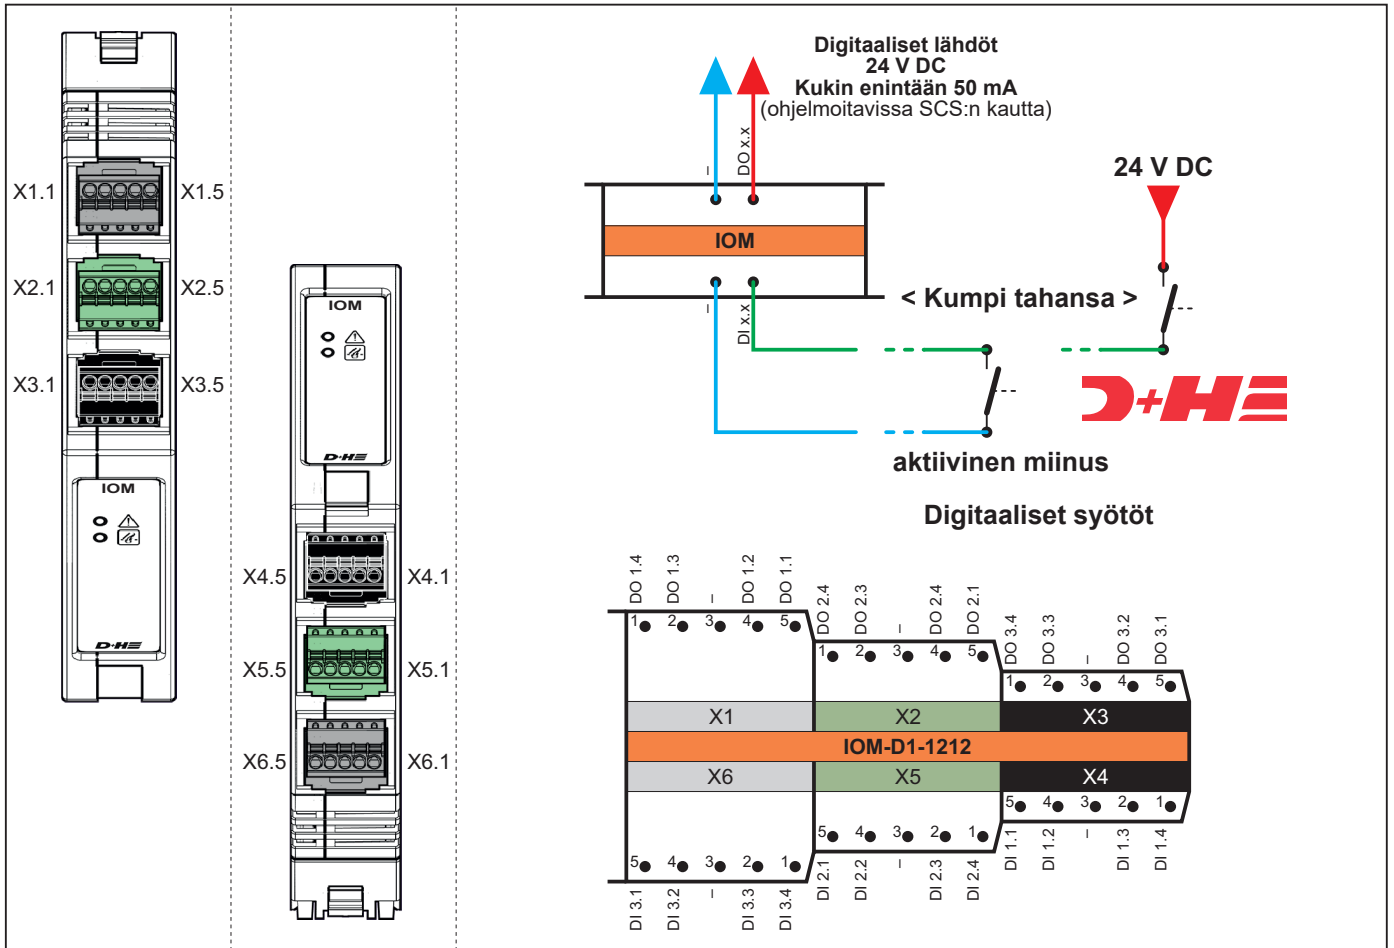 X1.1
X1.5
X2.1
X2.5
X3.1
X3.5
IOM
D+H
IOM
D+H
X4.5
X4.1
X5.5
X5.1
X6.5
X6.1
Digitaaliset lähdöt
24 V DC
Kukin enintään 50 mA
(ohjelmoitavissa SCS:n kautta)
–
DO x.x
IOM
–
DI x.x
24 V DC
< Kumpi tahansa >
D+H
aktiivinen miinus
Digitaaliset syötöt
DO 1.4
DO 1.3
–
DO 1.2
DO 1.1
DO 2.4
DO 2.3
–
DO 2.4
DO 2.1
DO 3.4
DO 3.3
–
DO 3.2
DO 3.1
1 2 3 4 5
1 2 3 4 5
1 2 3 4 5
X1 X2 X3
IOM-D1-1212
X6 X5 X4
5 4 3 2 1
5 4 3 2 1
5 4 3 2 1
DI 3.1
DI 3.2
–
DI 3.3
DI 3.4
DI 2.1
DI 2.2
–
DI 2.3
DI 2.4
DI 1.1
DI 1.2
–
DI 1.3
DI 1.4